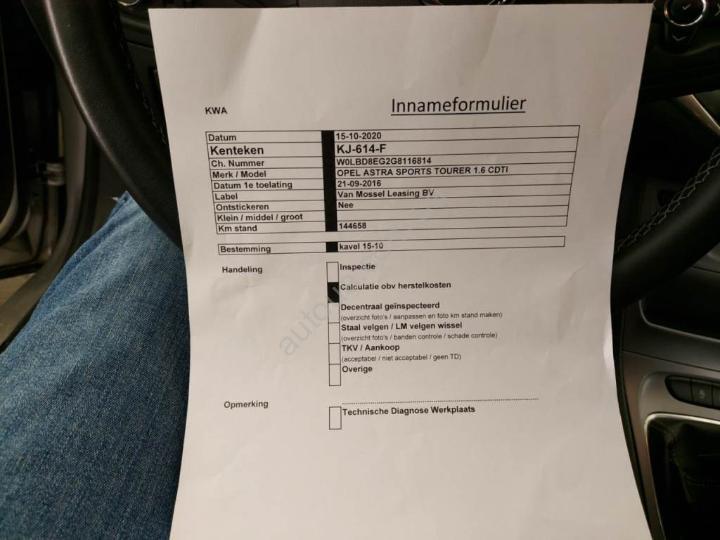 KWA
Innameformulier
Datum 15-10-2020
Kenteken KJ-614-F
Ch. Nummer W0LBD8EG2G8116814
Merk / Model OPEL ASTRA SPORTS TOURER 1.6 CDTI
Datum 1e toelating 21-09-2016
Label Van Mossel Leasing BV
Ontstickeren Nee
Klein / middel / groot
Km stand 144658
Bestemming kavel 15-10
Handeling Inspectie
Calculatie obv herstelkosten
Decentraal geïnspecteerd
(overzicht foto's / aanpassen en foto km stand maken)
Staal velgen / LM velgen wissel
(overzicht foto's / banden controle / schade controle)
TKV / Aankoop
(acceptabel / niet acceptabel / geen TD)
Overige
Opmerking
Technische Diagnose Werkplaats